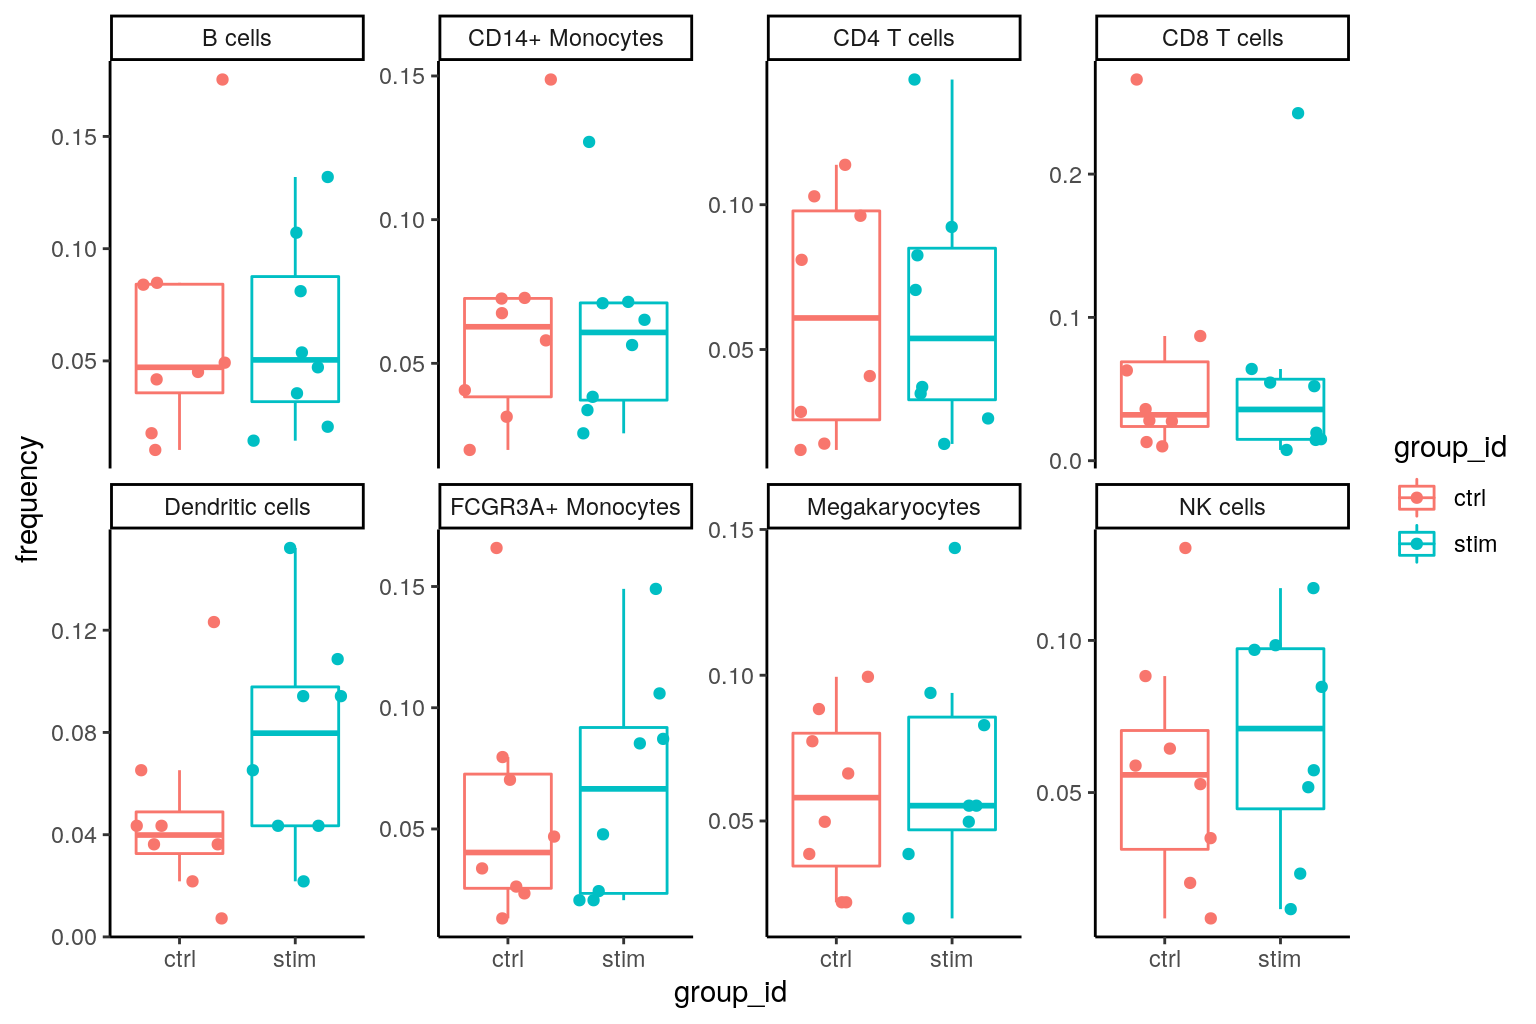 B cells
CD14+ Monocytes
CD4 T cells
CD8 T cells
0.15
0.10
0.05
0.15
0.10
0.05
0.10
0.05
0.2
0.1
0.0
frequency
Dendritic cells
FCGR3A+ Monocytes
Megakaryocytes
NK cells
0.12
0.08
0.04
0.00
0.15
0.10
0.05
0.15
0.10
0.05
0.10
0.05
ctrl stim
ctrl stim
ctrl stim
ctrl stim
group_id
group_id
ctrl
stim